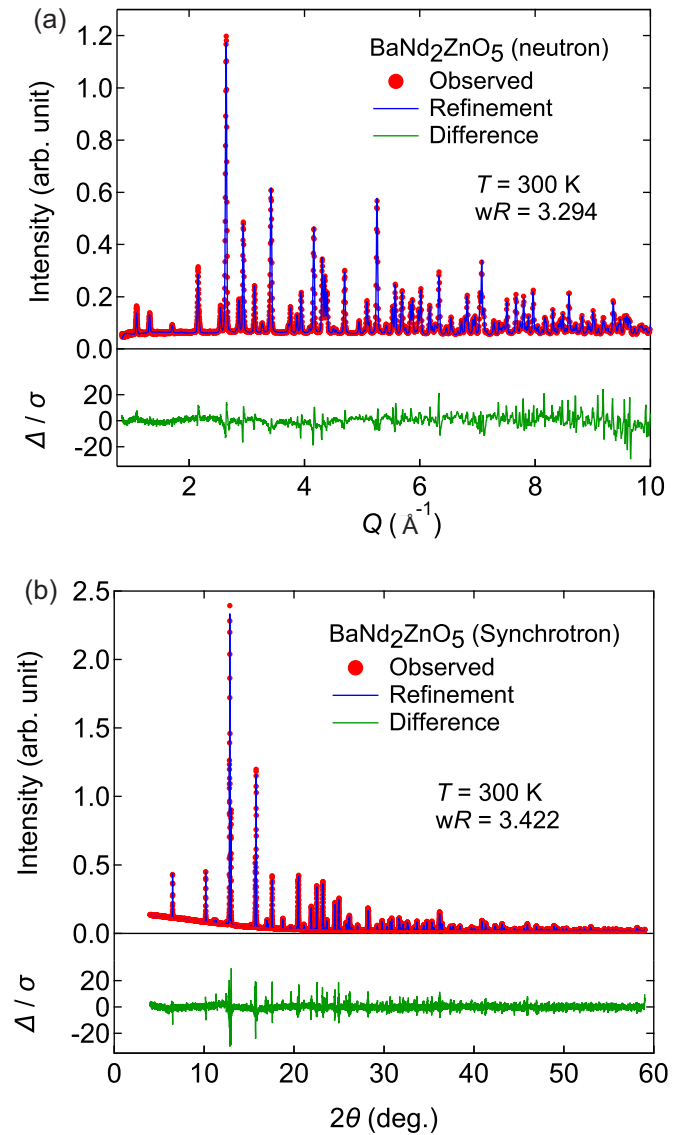 (a)
BaNd₂ZnO₅ (neutron)
Observed
Refinement
Difference
T = 300 K
wR = 3.294
Intensity (arb. unit)
1.2
1.0
0.8
0.6
0.4
0.2
0.0
Δ / σ
20
0
-20
2 4 6 8 10
Q (Å⁻¹)
(b)
BaNd₂ZnO₅ (Synchrotron)
Observed
Refinement
Difference
T = 300 K
wR = 3.422
Intensity (arb. unit)
2.5
2.0
1.5
1.0
0.5
0.0
Δ / σ
20
0
-20
0 10 20 30 40 50 60
2θ (deg.)